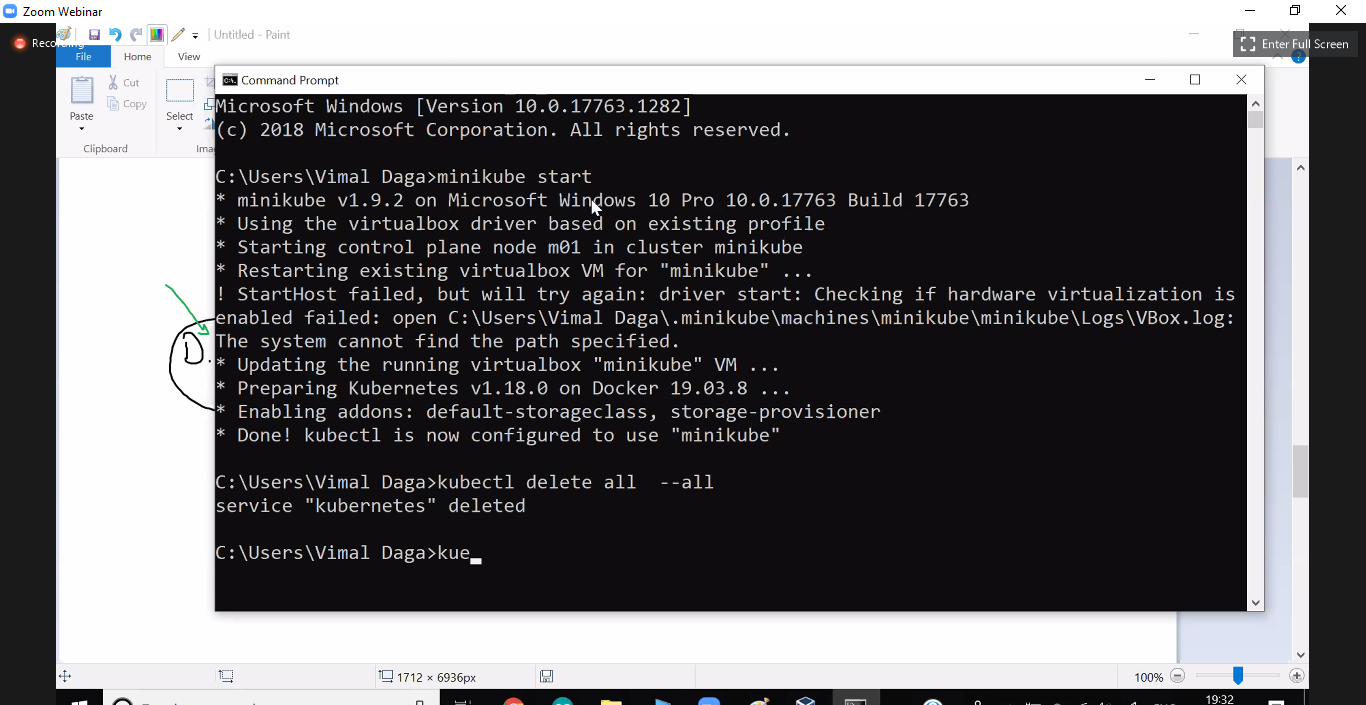 Zoom Webinar
Recording
Untitled - Paint
Enter Full Screen
File
Home
View
Cut
Copy
Paste
Select
Clipboard
Command Prompt
Microsoft Windows [Version 10.0.17763.1282]
(c) 2018 Microsoft Corporation. All rights reserved.
C:\Users\Vimal Daga>minikube start
* minikube v1.9.2 on Microsoft Windows 10 Pro 10.0.17763 Build 17763
* Using the virtualbox driver based on existing profile
* Starting control plane node m01 in cluster minikube
* Restarting existing virtualbox VM for "minikube" ...
! StartHost failed, but will try again: driver start: Checking if hardware virtualization is
enabled failed: open C:\Users\Vimal Daga\.minikube\machines\minikube\minikube\Logs\VBox.log:
The system cannot find the path specified.
* Updating the running virtualbox "minikube" VM ...
* Preparing Kubernetes v1.18.0 on Docker 19.03.8 ...
* Enabling addons: default-storageclass, storage-provisioner
* Done! kubectl is now configured to use "minikube"
C:\Users\Vimal Daga>kubectl delete all  --all
service "kubernetes" deleted
C:\Users\Vimal Daga>kue
D
1712 × 6936px
100%
19:32